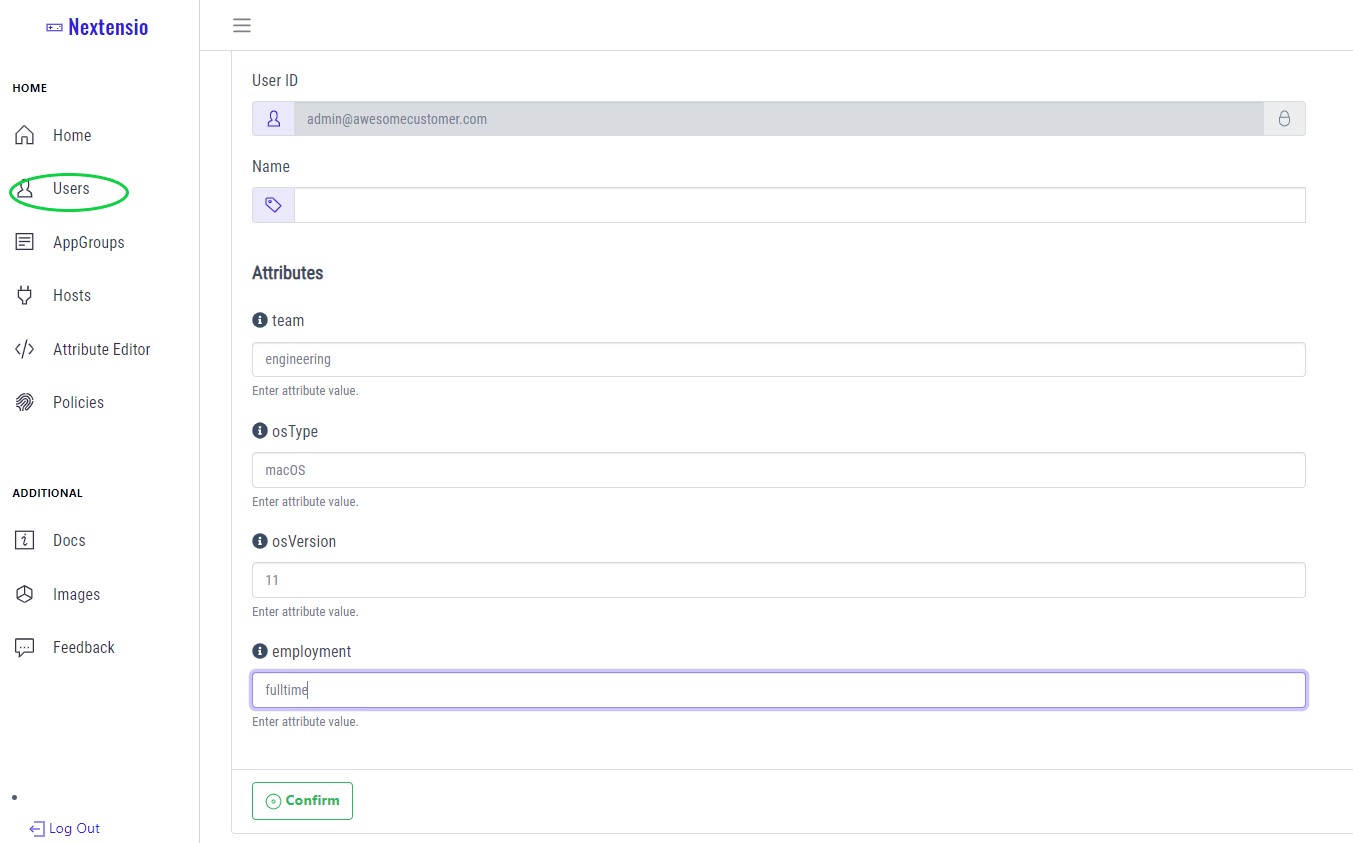 Nextensio
HOME
Home
Users
AppGroups
Hosts
Attribute Editor
Policies
ADDITIONAL
Docs
Images
Feedback
Log Out
User ID
admin@awesomecustomer.com
Name
Attributes
team
engineering
Enter attribute value.
osType
macOS
Enter attribute value.
osVersion
11
Enter attribute value.
employment
fulltime
Enter attribute value.
Confirm